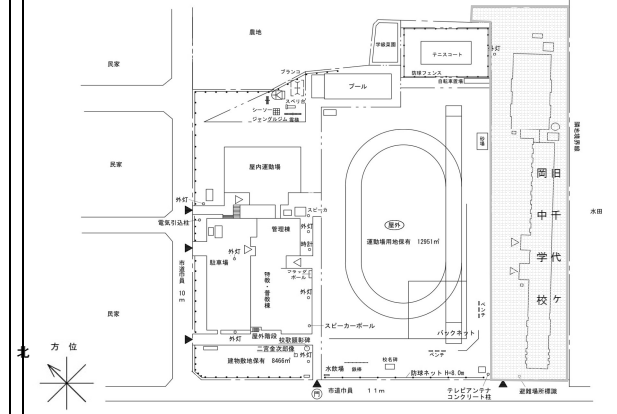 農地
民家
学級菜園
テニスコート
外灯
防球フェンス
自転車置場
ブランコ
プール
スベリ台
シーソー
ジャングルジム
民家
屋内運動場
隣地境界線
旧千代ケ岡中学校
水田
外灯
スピーカ
電気引込柱
管理棟
外灯
屋外
運動場用地保有 12951㎡
時計
外灯
駐車場
特教・普教棟
フラッグポール
市道市員 10m
外灯
ベンチ
民家
スピーカーポール
外灯
屋外階段
校歌顕彰碑
バックネット
二宮金次郎像
外灯
ベンチ
建物敷地保有 8466㎡
水飲場
鉄棒
校名碑
防球ネット H=8.0m
北
方 位
門
市道市員 11m
テレビアンテナ
コンクリート柱
避難場所標識